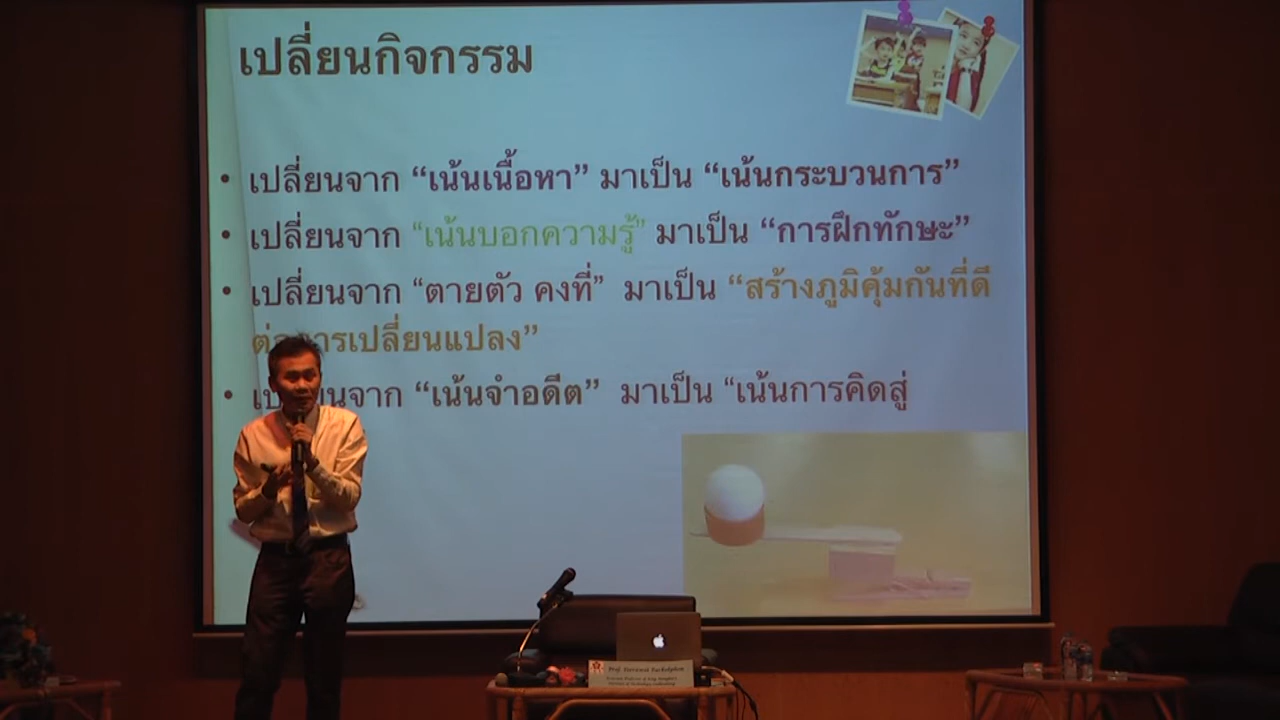 เปลี่ยนกิจกรรม
• เปลี่ยนจาก “เน้นเนื้อหา” มาเป็น “เน้นกระบวนการ”
• เปลี่ยนจาก “เน้นบอกความรู้” มาเป็น “การฝึกทักษะ”
• เปลี่ยนจาก “ตายตัว คงที่” มาเป็น “สร้างภูมิคุ้มกันที่ดี
ต่อการเปลี่ยนแปลง”
• เปลี่ยนจาก “เน้นจำอดีต” มาเป็น “เน้นการคิดสู่
Prof.